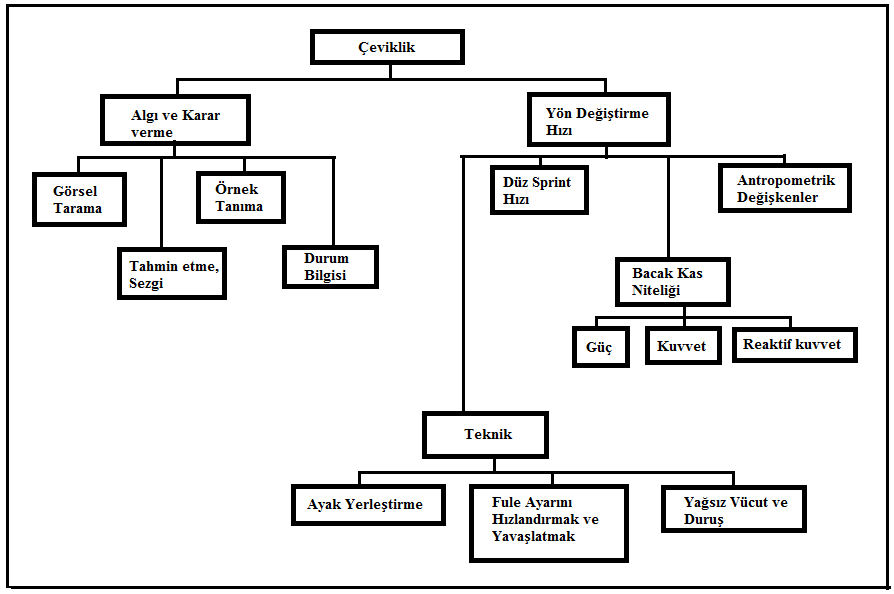 Çeviklik
Algı ve Karar
verme
Yön Değiştirme
Hızı
Görsel
Tarama
Örnek
Tanıma
Düz Sprint
Hızı
Antropometrik
Değişkenler
Tahmin etme,
Sezgi
Durum
Bilgisi
Bacak Kas
Niteliği
Güç
Kuvvet
Reaktif kuvvet
Teknik
Ayak Yerleştirme
Fule Ayarını
Hızlandırmak ve
Yavaşlatmak
Yağsız Vücut ve
Duruş